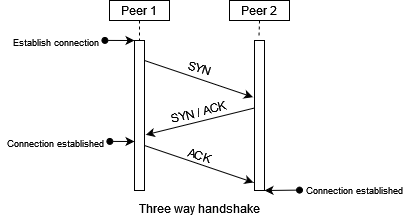 Peer 1
Peer 2
Establish connection
SYN
SYN / ACK
Connection established
ACK
Connection established
Three way handshake